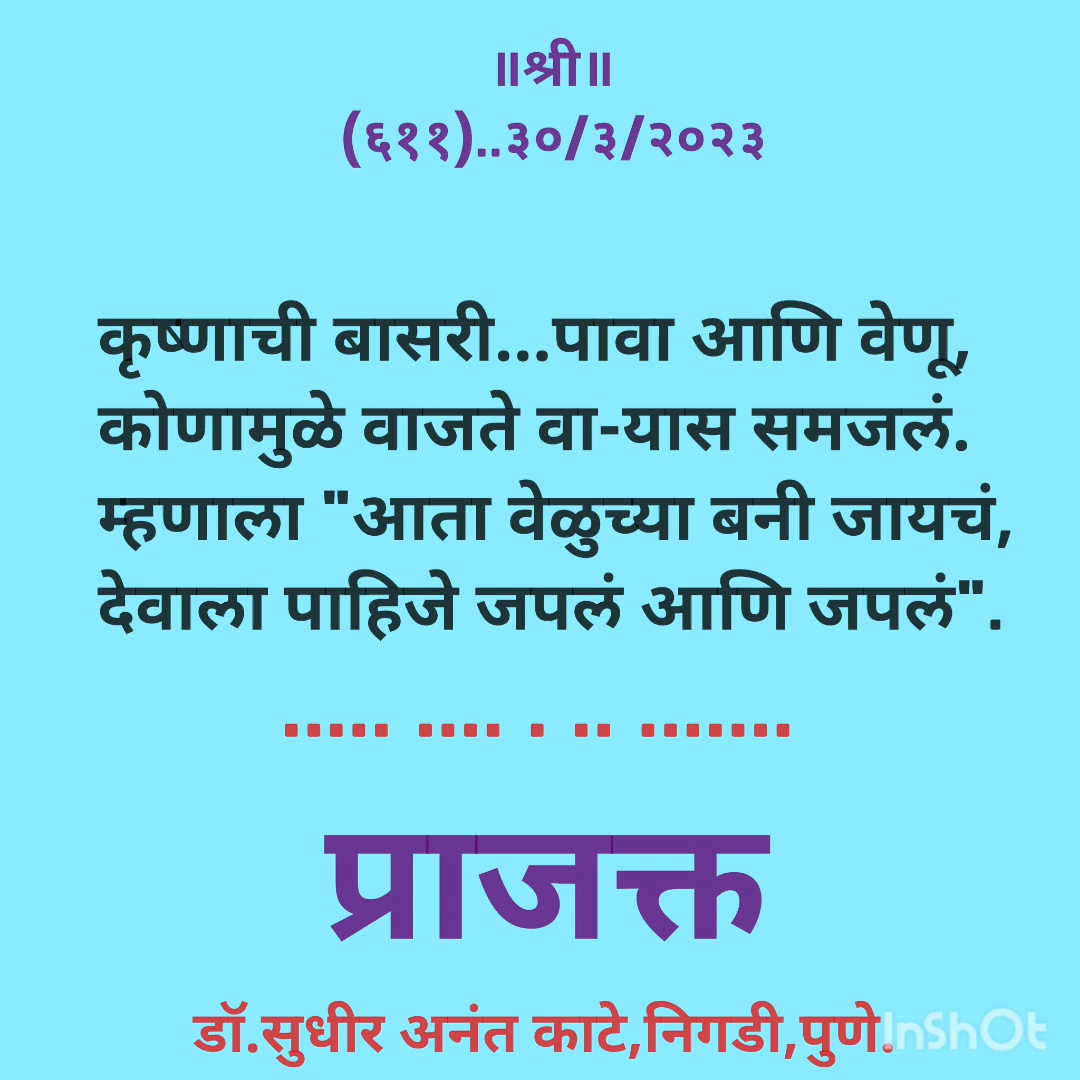 ॥श्री॥
(६११)..३०/३/२०२३
कृष्णाची बासरी...पावा आणि वेणू,
कोणामुळे वाजते वा-यास समजलं.
म्हणाला "आता वेळुच्या बनी जायचं,
देवाला पाहिजे जपलं आणि जपलं".
..... .... . .. .......
प्राजक्त
डॉ.सुधीर अनंत काटे,निगडी,पुणे.
InShOt